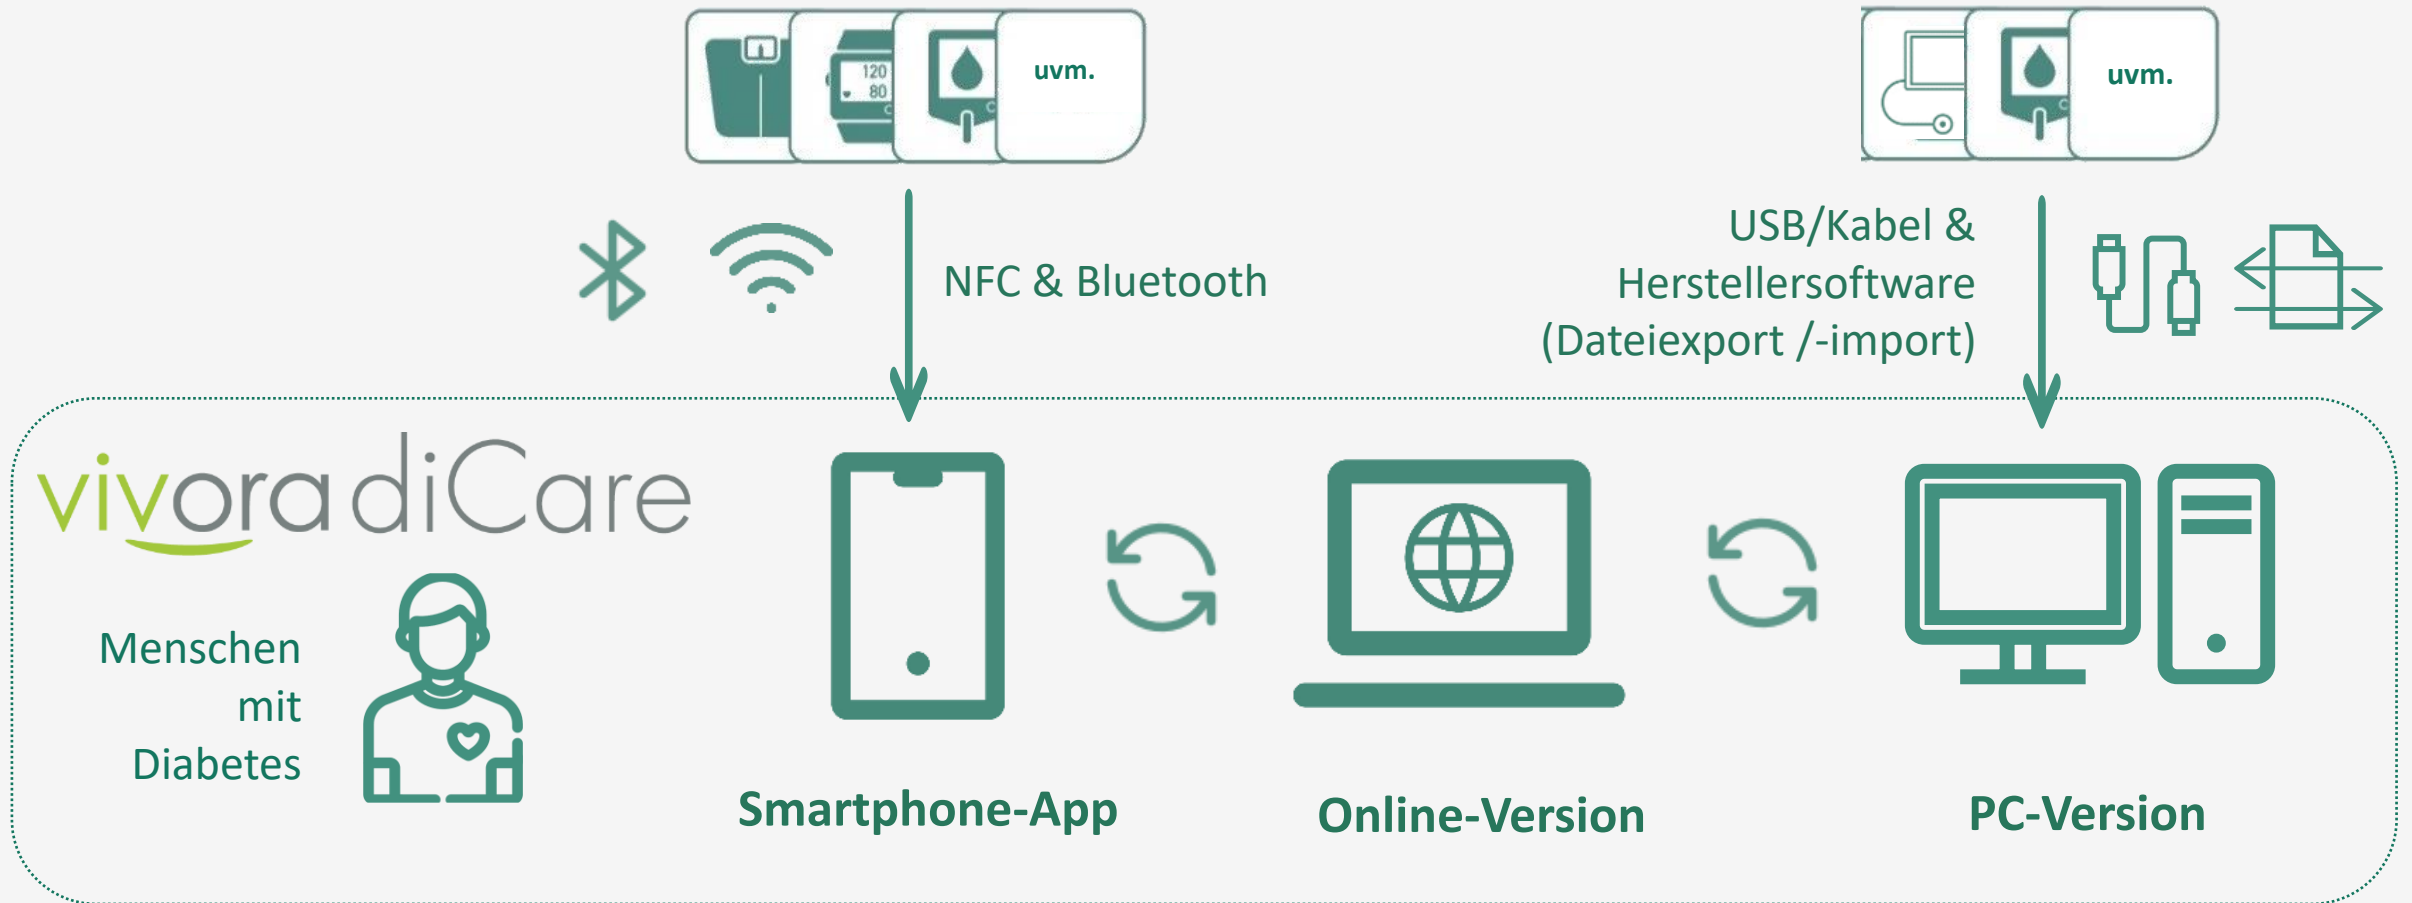 uvm.
uvm.
120
80
NFC & Bluetooth
USB/Kabel &
Herstellersoftware
(Dateiexport /-import)
vivora diCare
Menschen
mit
Diabetes
Smartphone-App
Online-Version
PC-Version